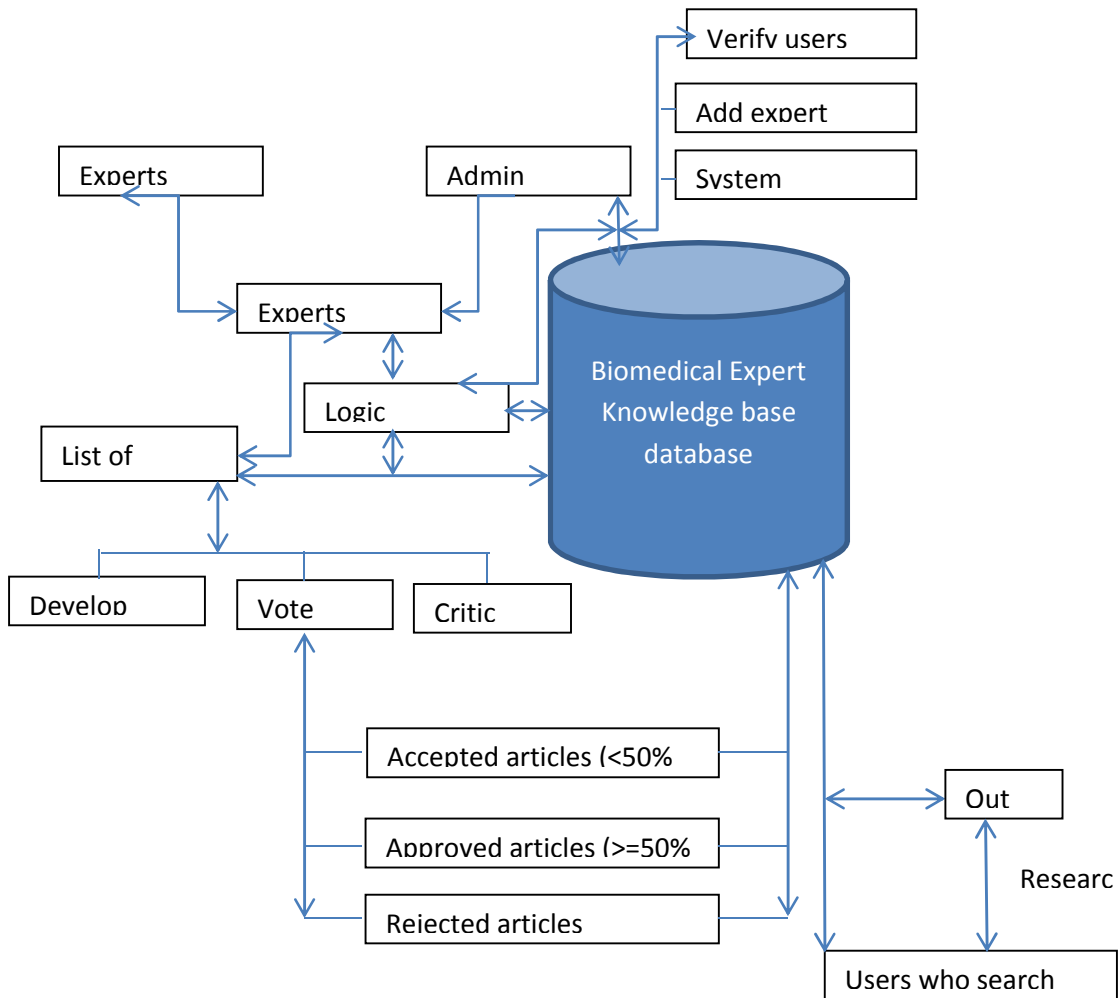 Verify users
Add expert
System
Experts
Admin
Experts
Biomedical Expert
Knowledge base
database
Logic
List of
Develop
Vote
Critic
Accepted articles (<50%
Approved articles (>=50%
Rejected articles
Out
Researc
Users who search